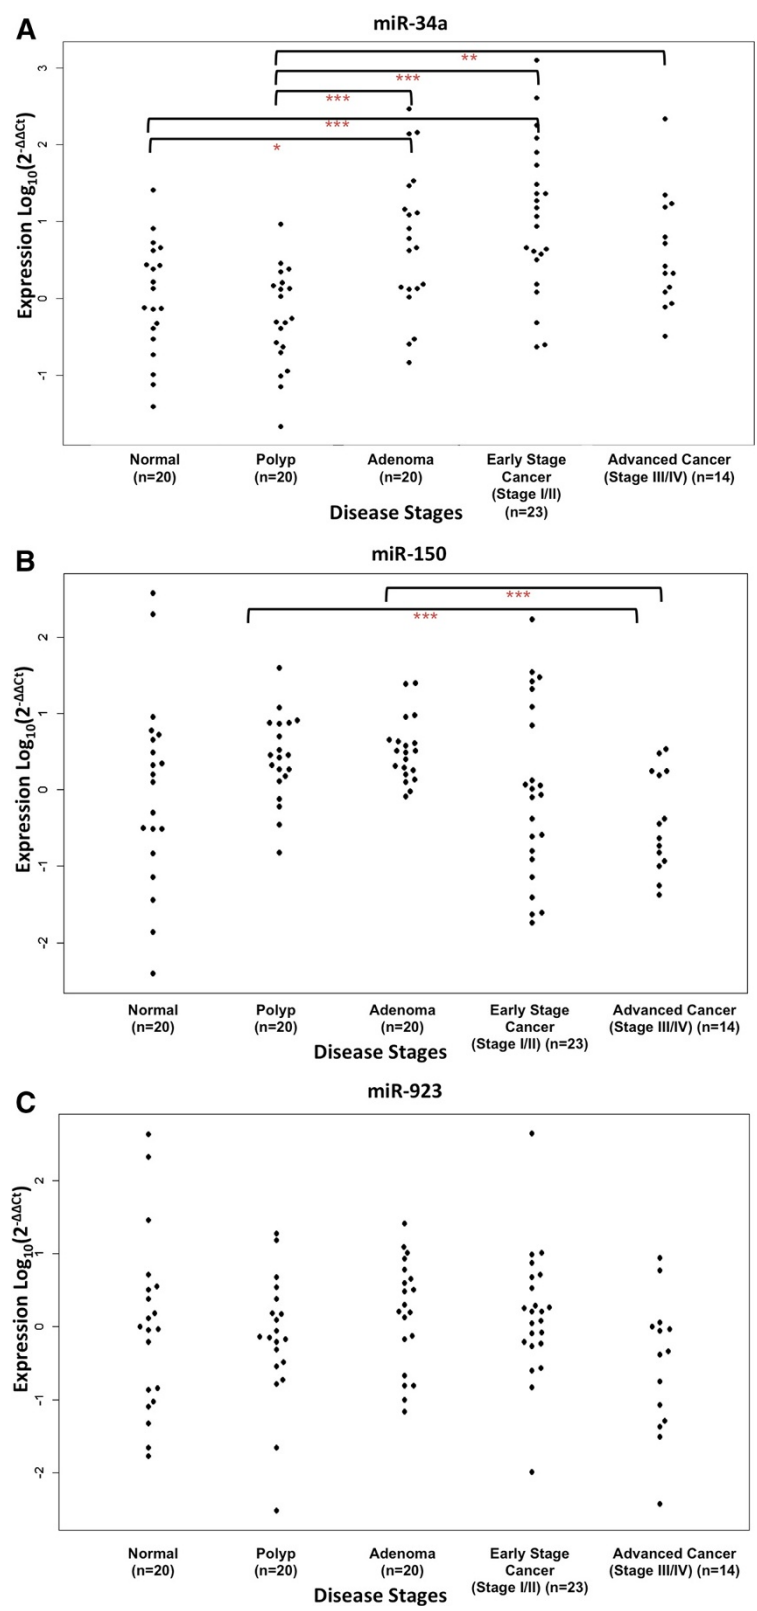 A
miR-34a
Expression Log10(2-ΔΔCt)
3
2
1
0
-1
**
***
***
***
*
Normal (n=20)
Polyp (n=20)
Adenoma (n=20)
Early Stage Cancer (Stage I/II) (n=23)
Advanced Cancer (Stage III/IV) (n=14)
Disease Stages
B
miR-150
Expression Log10(2-ΔΔCt)
2
1
0
-1
-2
***
***
Normal (n=20)
Polyp (n=20)
Adenoma (n=20)
Early Stage Cancer (Stage I/II) (n=23)
Advanced Cancer (Stage III/IV) (n=14)
Disease Stages
C
miR-923
Expression Log10(2-ΔΔCt)
2
1
0
-1
-2
Normal (n=20)
Polyp (n=20)
Adenoma (n=20)
Early Stage Cancer (Stage I/II) (n=23)
Advanced Cancer (Stage III/IV) (n=14)
Disease Stages